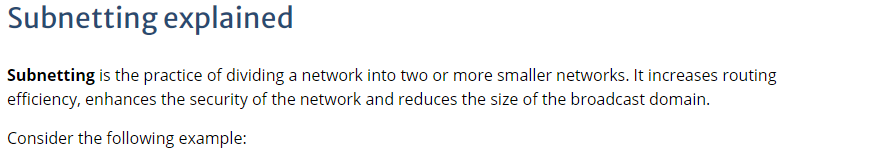 Subnetting explained
Subnetting is the practice of dividing a network into two or more smaller networks. It increases routing
efficiency, enhances the security of the network and reduces the size of the broadcast domain.
Consider the following example: